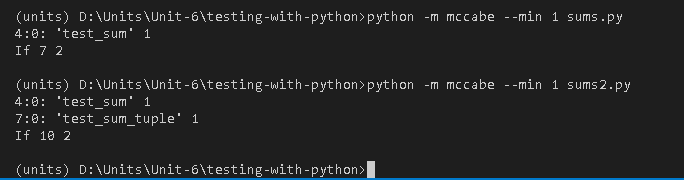 (units) D:\Units\Unit-6\testing-with-python>python -m mccabe --min 1 sums.py
4:0: 'test_sum' 1
If 7 2
(units) D:\Units\Unit-6\testing-with-python>python -m mccabe --min 1 sums2.py
4:0: 'test_sum' 1
7:0: 'test_sum_tuple' 1
If 10 2
(units) D:\Units\Unit-6\testing-with-python>